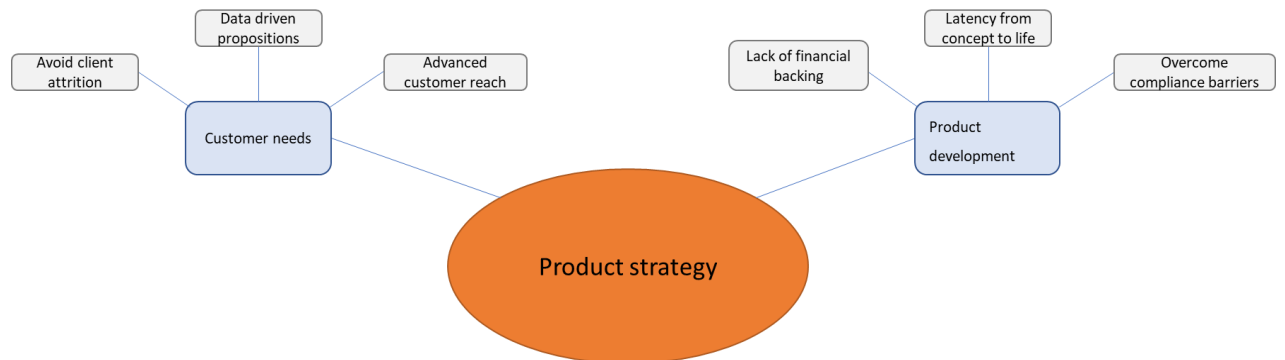 Data driven
propositions
Avoid client
attrition
Advanced
customer reach
Customer needs
Latency from
concept to life
Lack of financial
backing
Overcome
compliance barriers
Product
development
Product strategy